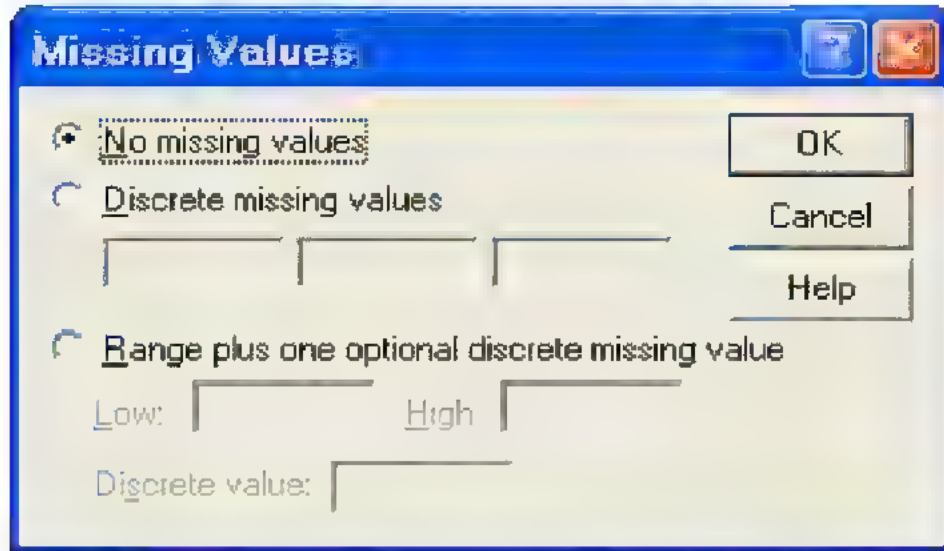 Missing Values
No missing values
OK
Discrete missing values
Cancel
Help
Range plus one optional discrete missing value
Low:
High
Discrete value: